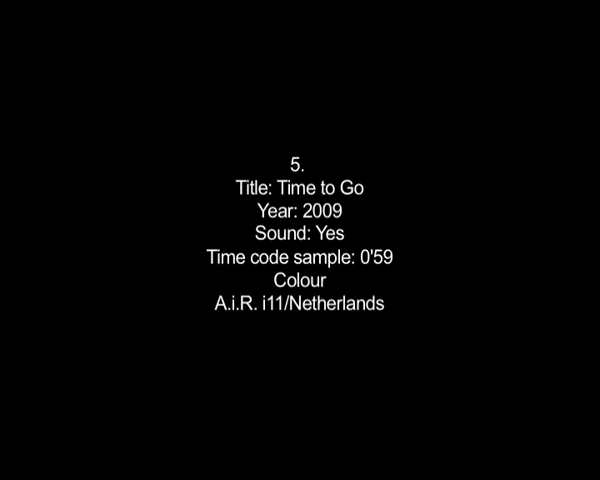 5.
Title: Time to Go
Year: 2009
Sound: Yes
Time code sample: 0'59
Colour
A.i.R. i11/Netherlands